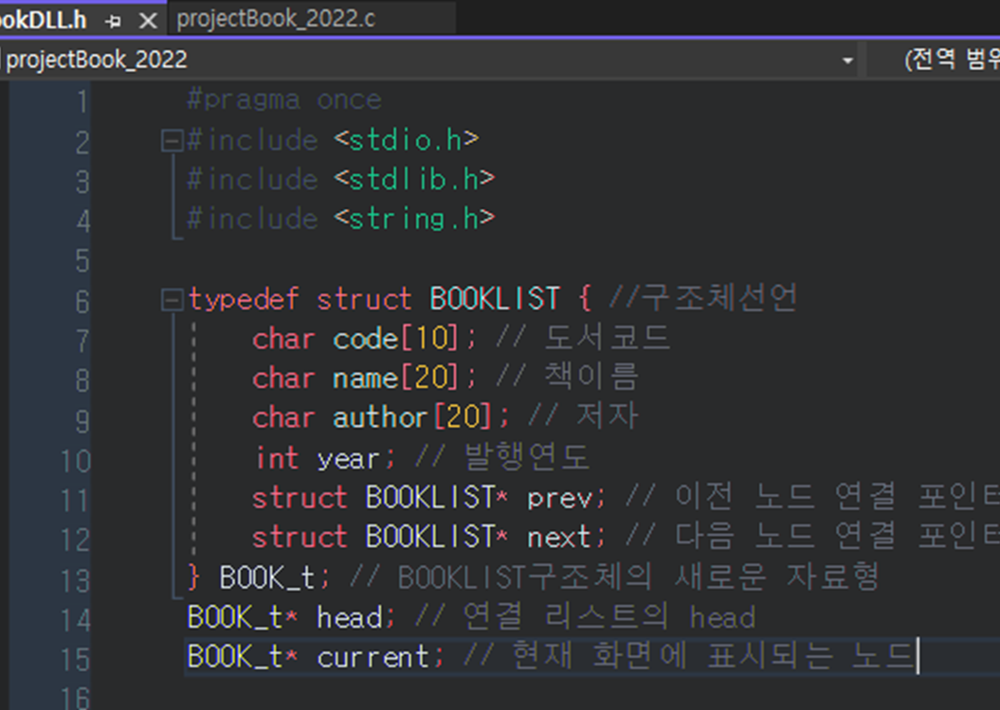 ookDLL.h projectBook_2022.c
projectBook_2022 (전역 범위
1 #pragma once
2 #include <stdio.h>
3 #include <stdlib.h>
4 #include <string.h>
5
6 typedef struct BOOKLIST { //구조체선언
7 char code[10]; // 도서코드
8 char name[20]; // 책이름
9 char author[20]; // 저자
10 int year; // 발행연도
11 struct BOOKLIST* prev; // 이전 노드 연결 포인터
12 struct BOOKLIST* next; // 다음 노드 연결 포인터
13 } BOOK_t; // BOOKLIST구조체의 새로운 자료형
14 BOOK_t* head; // 연결 리스트의 head
15 BOOK_t* current; // 현재 화면에 표시되는 노드
16